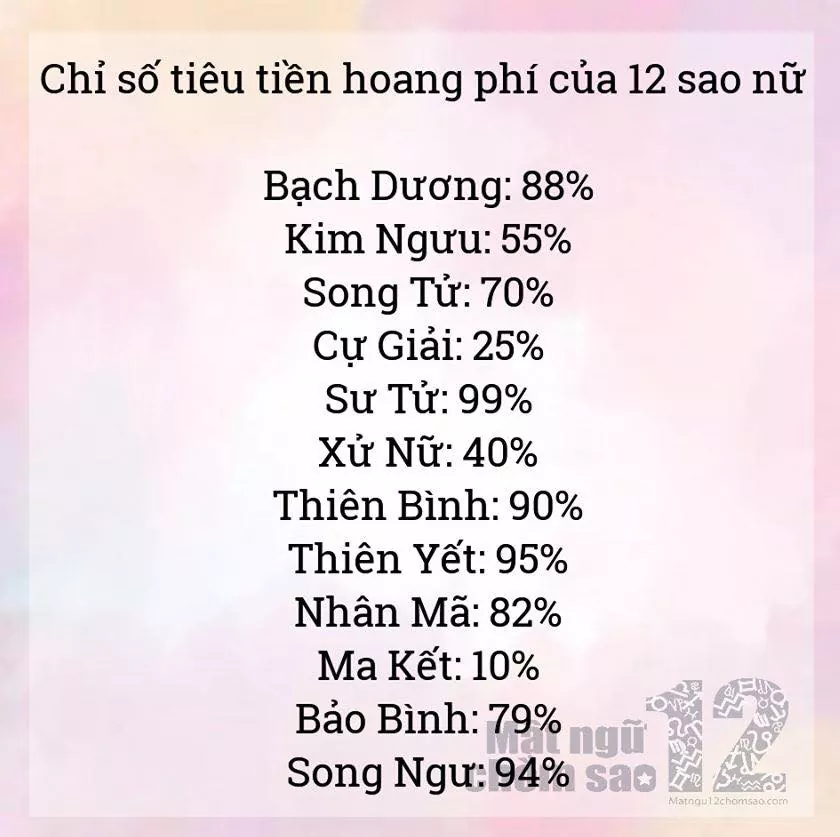 Chỉ số tiêu tiền hoang phí của 12 sao nữ
Bạch Dương: 88%
Kim Ngưu: 55%
Song Tử: 70%
Cự Giải: 25%
Sư Tử: 99%
Xử Nữ: 40%
Thiên Bình: 90%
Thiên Yết: 95%
Nhân Mã: 82%
Ma Kết: 10%
Bảo Bình: 79%
Song Ngư: 94%
Mật ngữ 12
chòm sao
Matngu12chomsao.com